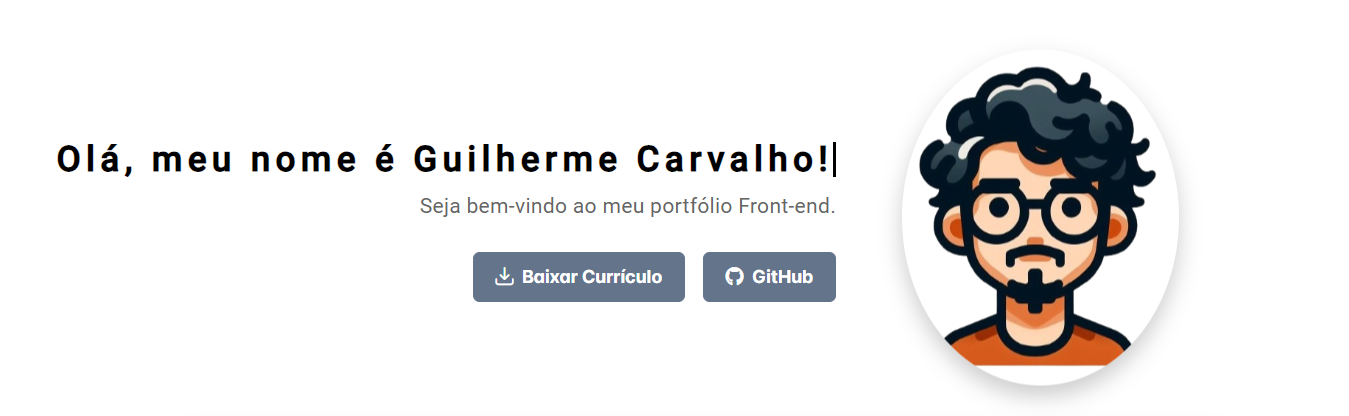 Olá, meu nome é Guilherme Carvalho!
Seja bem-vindo ao meu portfólio Front-end.
Baixar Currículo
GitHub